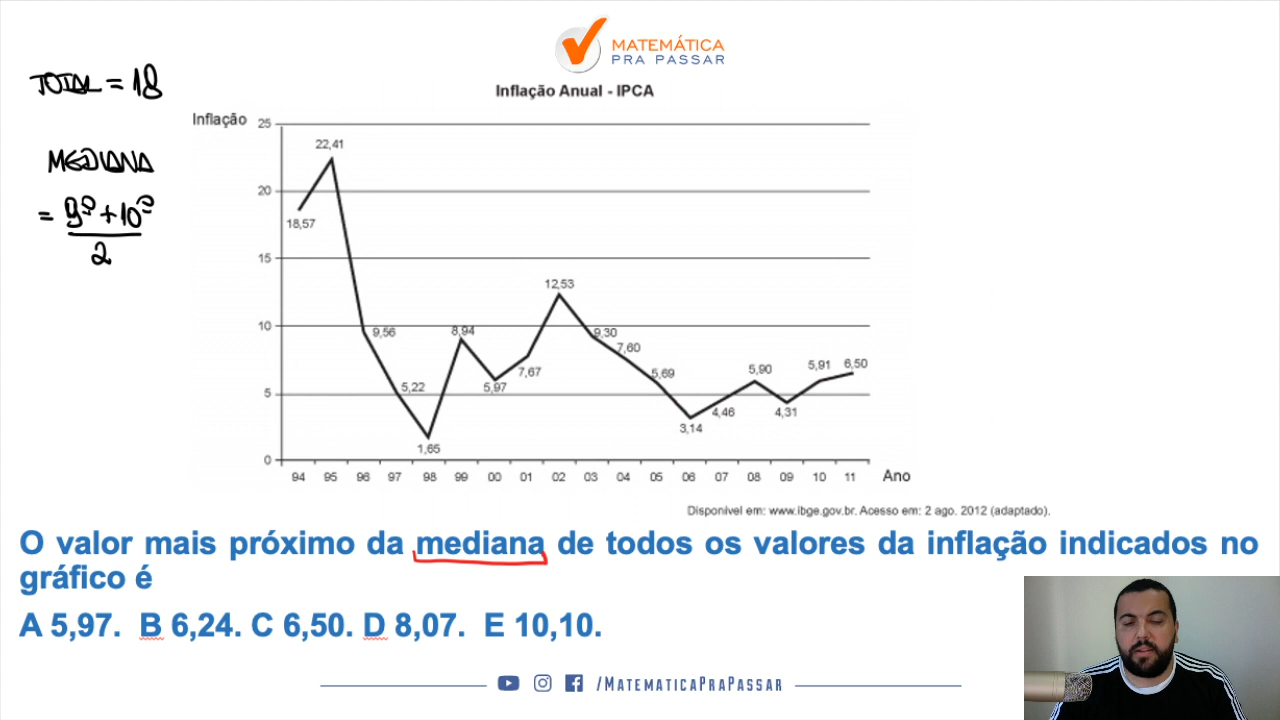 MATEMÁTICA
PRA PASSAR
TOTAL = 18
MEDIANA
= 9º + 10º
2
Inflação Anual - IPCA
Inflação
25
22,41
20
18,57
15
12,53
10
9,56
8,94
9,30
7,60
7,67
5,22
5,97
5,69
5,90
5,91
6,50
5
4,46
4,31
3,14
1,65
0
94 95 96 97 98 99 00 01 02 03 04 05 06 07 08 09 10 11 Ano
Disponível em: www.ibge.gov.br. Acesso em: 2 ago. 2012 (adaptado).
O valor mais próximo da mediana de todos os valores da inflação indicados no
gráfico é
A 5,97. B 6,24. C 6,50. D 8,07. E 10,10.
/MatematicaPraPassar